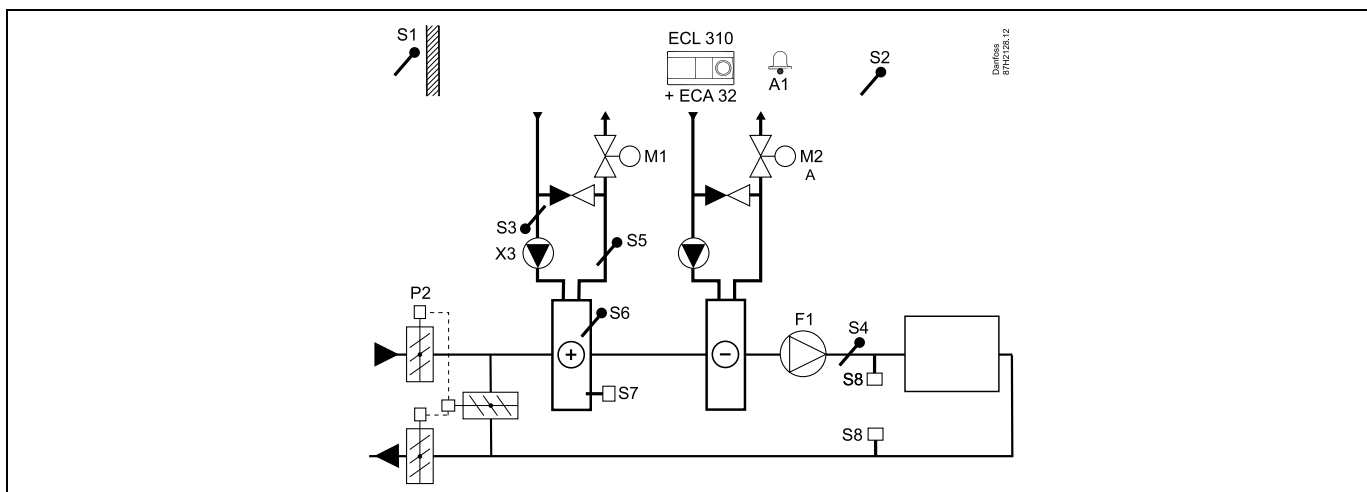 S1
ECL 310
+ ECA 32
A1
S2
Danfoss
87H2128.12
M1
M2
A
S3
X3
S5
P2
S6
+
−
F1
S4
S8
S7
S8